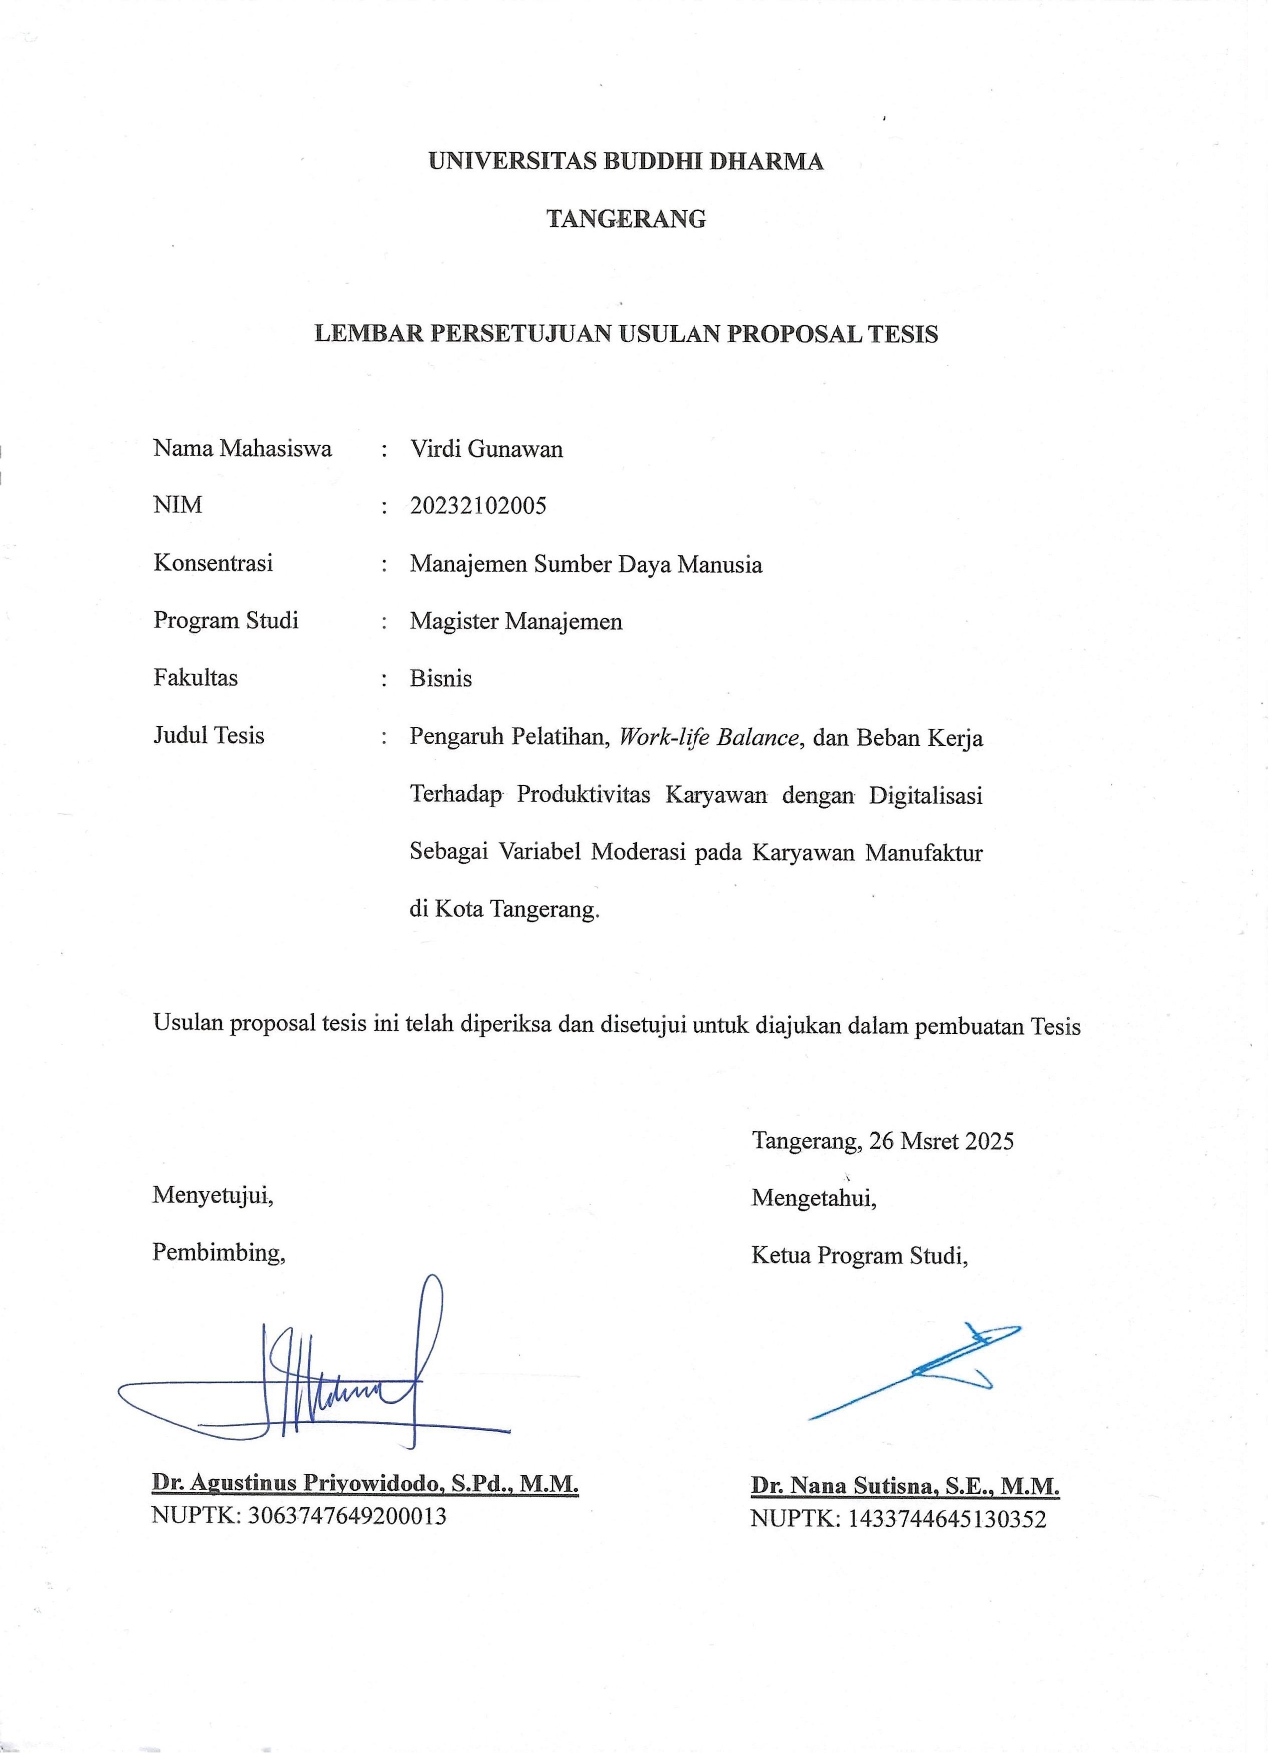 UNIVERSITAS BUDDHI DHARMA
TANGERANG
LEMBAR PERSETUJUAN USULAN PROPOSAL TESIS
Nama Mahasiswa : Virdi Gunawan
NIM : 20232102005
Konsentrasi : Manajemen Sumber Daya Manusia
Program Studi : Magister Manajemen
Fakultas : Bisnis
Judul Tesis : Pengaruh Pelatihan, Work-life Balance, dan Beban Kerja
Terhadap Produktivitas Karyawan dengan Digitalisasi
Sebagai Variabel Moderasi pada Karyawan Manufaktur
di Kota Tangerang.
Usulan proposal tesis ini telah diperiksa dan disetujui untuk diajukan dalam pembuatan Tesis
Tangerang, 26 Msret 2025
Menyetujui,
Mengetahui,
Pembimbing,
Ketua Program Studi,
Dr. Agustinus Priyowidodo, S.Pd., M.M.
Dr. Nana Sutisna, S.E., M.M.
NUPTK: 3063747649200013
NUPTK: 1433744645130352